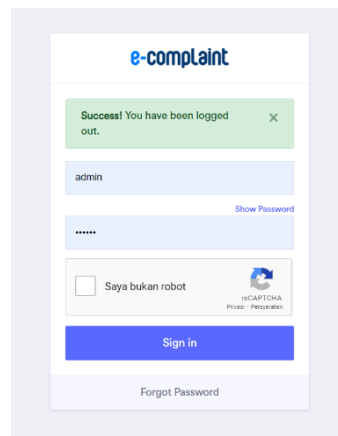 e-complaint
Success! You have been logged
out.
×
admin
Show Password
••••••
Saya bukan robot
reCAPTCHA
Privasi - Persyaratan
Sign in
Forgot Password